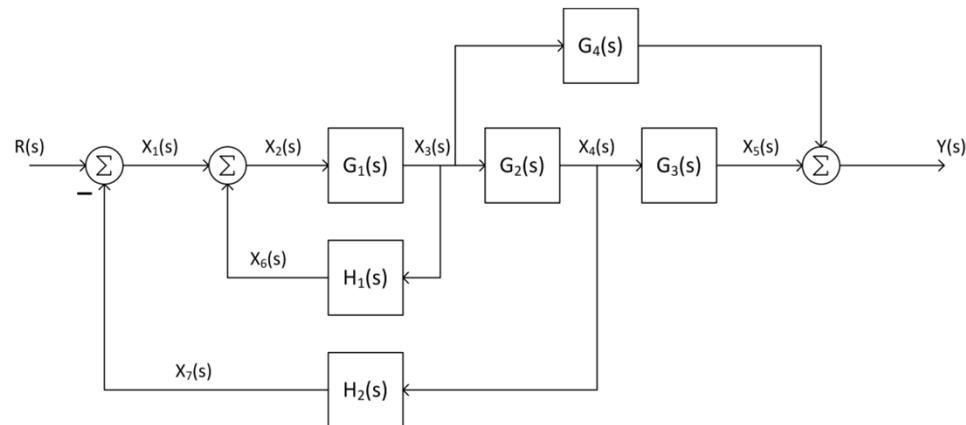 G₄(s)
R(s) Σ X₁(s) Σ X₂(s) G₁(s) X₃(s) G₂(s) X₄(s) G₃(s) X₅(s) Σ Y(s)
−
X₆(s) H₁(s)
X₇(s) H₂(s)